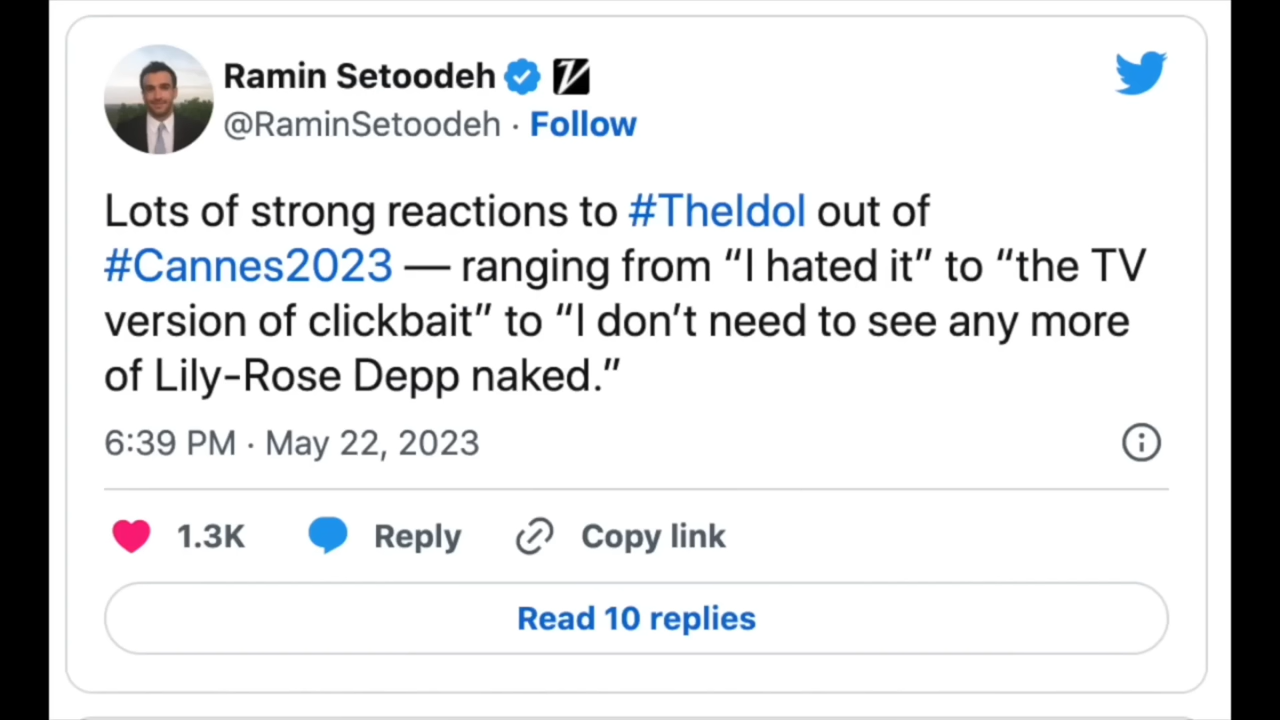 Ramin Setoodeh
@RaminSetoodeh · Follow
Lots of strong reactions to #TheIdol out of
#Cannes2023 — ranging from “I hated it” to “the TV
version of clickbait” to “I don’t need to see any more
of Lily-Rose Depp naked.”
6:39 PM · May 22, 2023
1.3K Reply Copy link
Read 10 replies